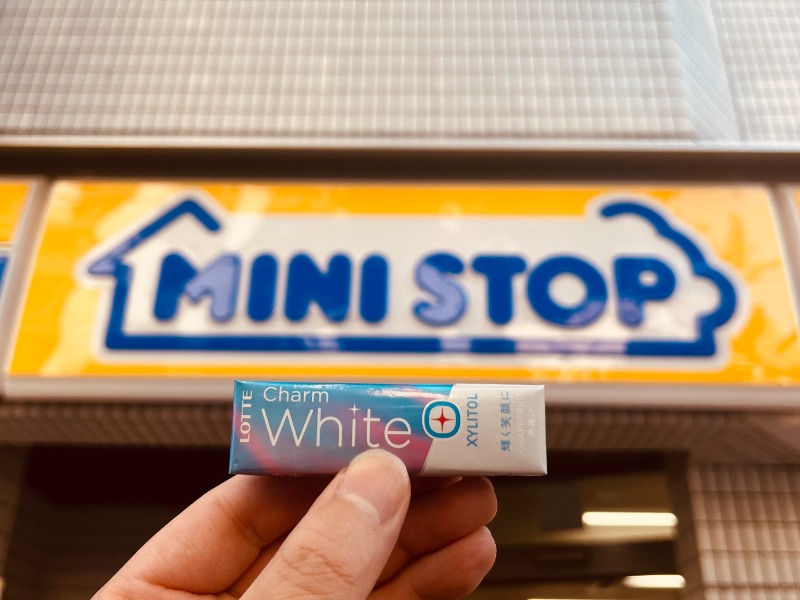 MINI STOP
LOTTE
Charm
White
XYLITOL
輝く笑顔に